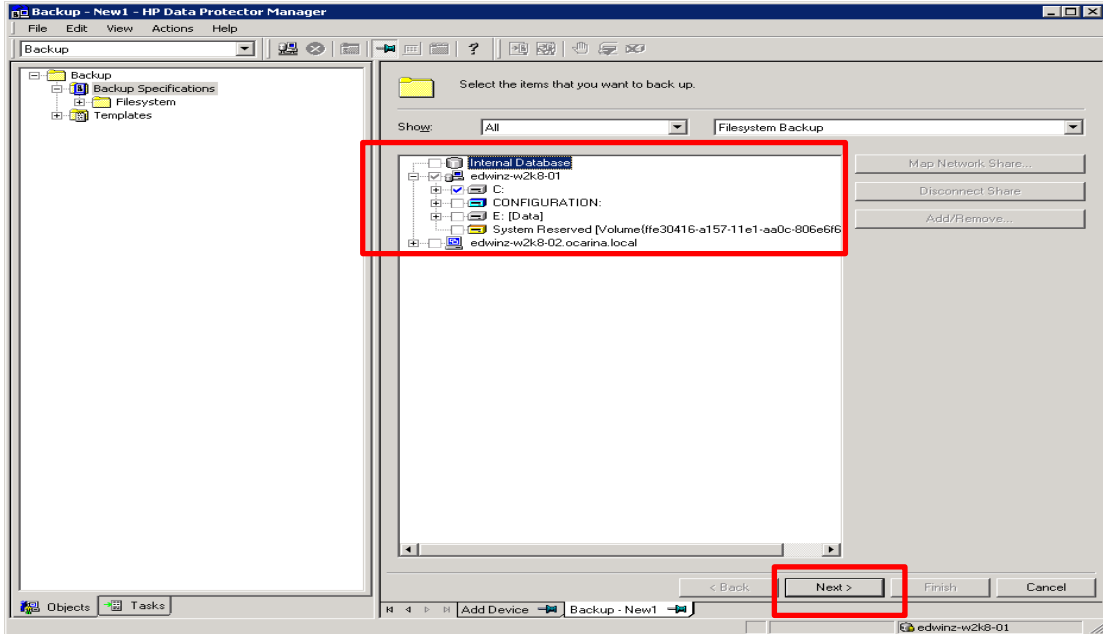 Backup - New1 - HP Data Protector Manager
File Edit View Actions Help
Backup
Backup
Backup Specifications
Filesystem
Templates
Select the items that you want to back up.
Show: All Filesystem Backup
Internal Database
edwinz-w2k8-01
C:
CONFIGURATION:
E: [Data]
System Reserved [Volume{ffe30416-a157-11e1-aa0c-806e6f6
edwinz-w2k8-02.ocarina.local
Map Network Share...
Disconnect Share
Add/Remove...
< Back Next > Finish Cancel
Objects Tasks
Add Device Backup - New1
edwinz-w2k8-01